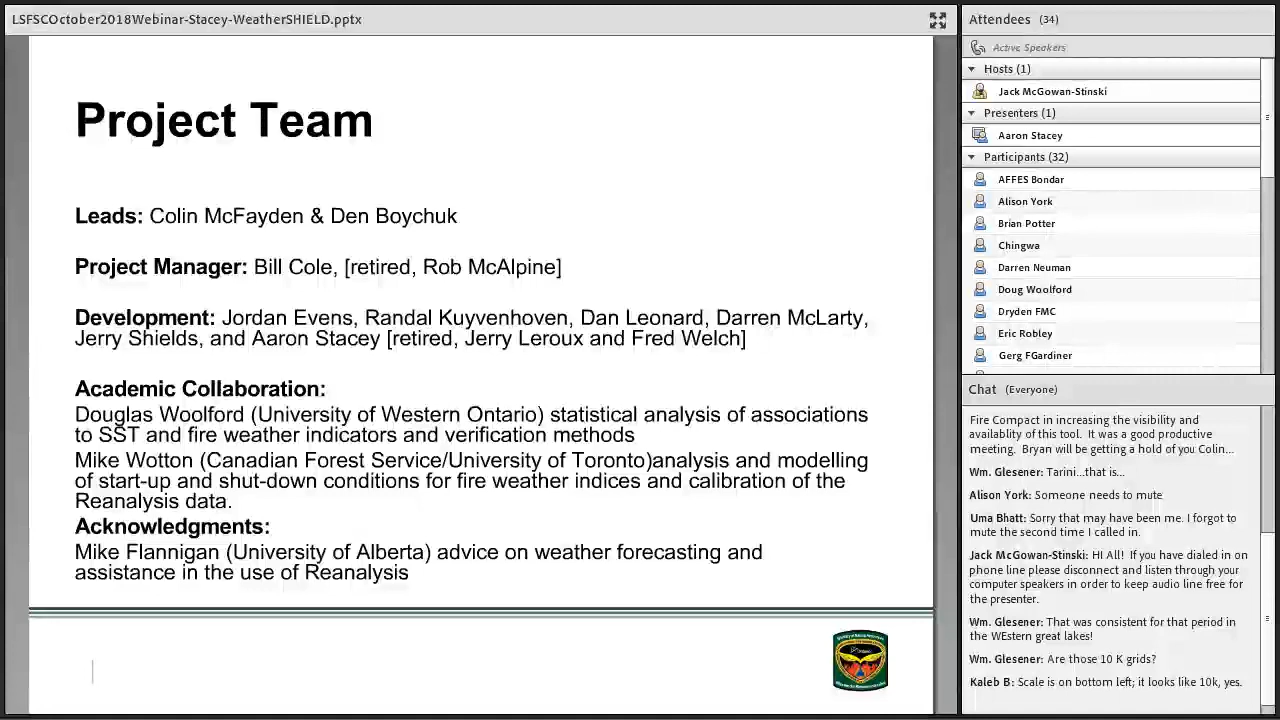 LSFSCOctober2018Webinar-Stacey-WeatherSHIELD.pptx
Project Team
Leads: Colin McFayden & Den Boychuk
Project Manager: Bill Cole, [retired, Rob McAlpine]
Development: Jordan Evens, Randal Kuyvenhoven, Dan Leonard, Darren McLarty,
Jerry Shields, and Aaron Stacey [retired, Jerry Leroux and Fred Welch]
Academic Collaboration:
Douglas Woolford (University of Western Ontario) statistical analysis of associations
to SST and fire weather indicators and verification methods
Mike Wotton (Canadian Forest Service/University of Toronto)analysis and modelling
of start-up and shut-down conditions for fire weather indices and calibration of the
Reanalysis data.
Acknowledgments:
Mike Flannigan (University of Alberta) advice on weather forecasting and
assistance in the use of Reanalysis
Attendees (34)
Active Speakers
Hosts (1)
Jack McGowan-Stinski
Presenters (1)
Aaron Stacey
Participants (32)
AFFES Bondar
Alison York
Brian Potter
Chingwa
Darren Neuman
Doug Woolford
Dryden FMC
Eric Robley
Gerg FGardiner
Chat (Everyone)
Fire Compact in increasing the visibility and
availability of this tool. It was a good productive
meeting. Bryan will be getting a hold of you Colin...
Wm. Glesener: Tarini...that is...
Alison York: Someone needs to mute
Uma Bhatt: Sorry that may have been me. I forgot to
mute the second time I called in.
Jack McGowan-Stinski: HI All! If you have dialed in on
phone line please disconnect and listen through your
computer speakers in order to keep audio line free for
the presenter.
Wm. Glesener: That was consistent for that period in
the WEstern great lakes!
Wm. Glesener: Are those 10 K grids?
Kaleb B: Scale is on bottom left; it looks like 10k, yes.